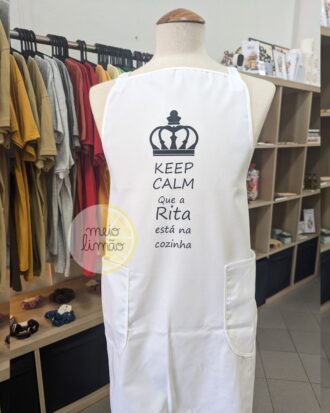 KEEP
CALM
Que a
Rita
está na
cozinha
meio
limão